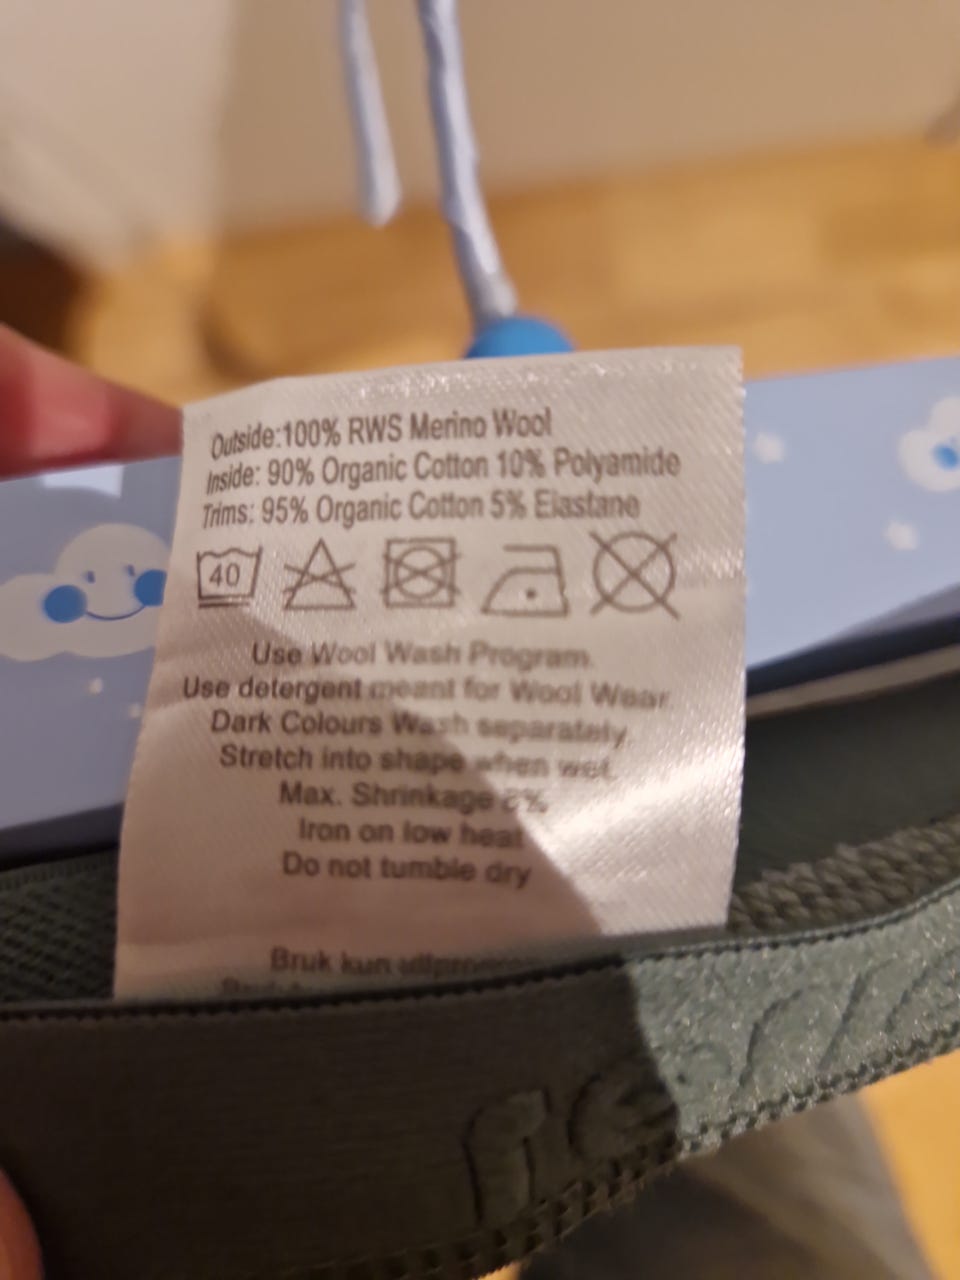 Outside:100% RWS Merino Wool
Inside: 90% Organic Cotton 10% Polyamide
Trims: 95% Organic Cotton 5% Elastane
40
Use Wool Wash Program.
Use detergent meant for Wool Wear.
Dark Colours Wash separately.
Stretch into shape when wet.
Max. Shrinkage
Iron on low heat
Do not tumble dry
Bruk kun